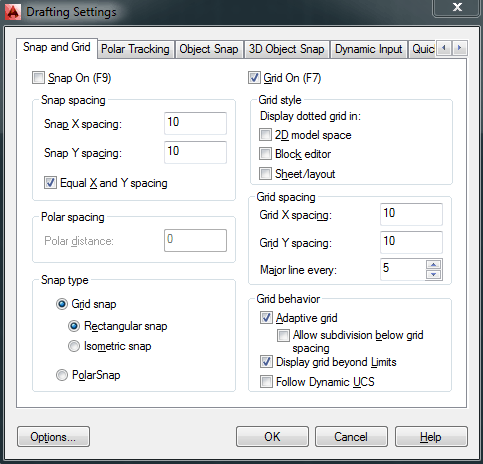 Drafting Settings
Snap and Grid Polar Tracking Object Snap 3D Object Snap Dynamic Input Quic
Snap On (F9)
Snap spacing
Snap X spacing: 10
Snap Y spacing: 10
Equal X and Y spacing
Polar spacing
Polar distance: 0
Snap type
Grid snap
Rectangular snap
Isometric snap
PolarSnap
Grid On (F7)
Grid style
Display dotted grid in:
2D model space
Block editor
Sheet/layout
Grid spacing
Grid X spacing: 10
Grid Y spacing: 10
Major line every: 5
Grid behavior
Adaptive grid
Allow subdivision below grid
spacing
Display grid beyond Limits
Follow Dynamic UCS
Options... OK Cancel Help